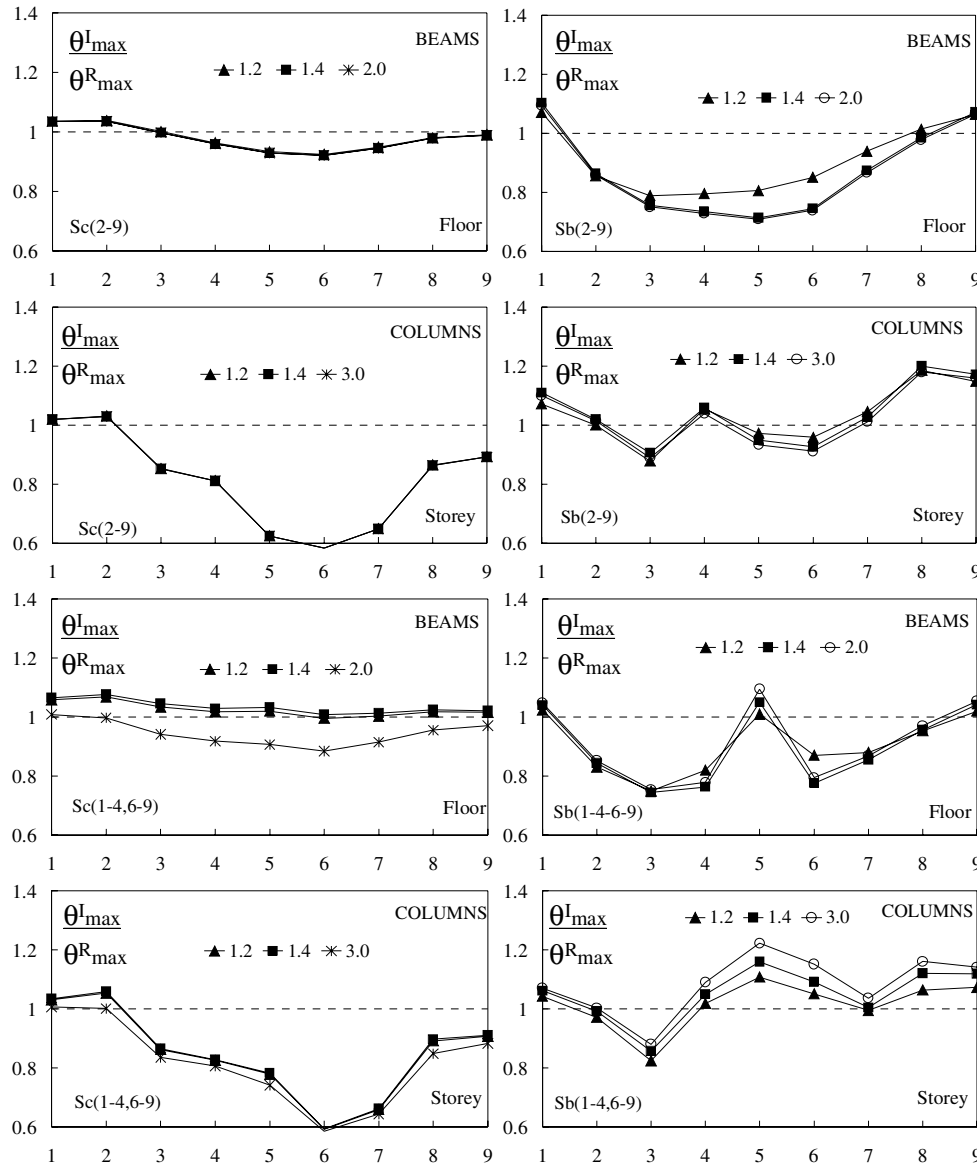 1.4
1.2
1
0.8
0.6
θᴵmax
θᴿmax
BEAMS
1.2 1.4 2.0
Sc(2-9)
Floor
1 2 3 4 5 6 7 8 9
1.4
1.2
1
0.8
0.6
θᴵmax
θᴿmax
BEAMS
1.2 1.4 2.0
Sb(2-9)
Floor
1 2 3 4 5 6 7 8 9
1.4
1.2
1
0.8
0.6
θᴵmax
θᴿmax
COLUMNS
1.2 1.4 3.0
Sc(2-9)
Storey
1 2 3 4 5 6 7 8 9
1.4
1.2
1
0.8
0.6
θᴵmax
θᴿmax
COLUMNS
1.2 1.4 3.0
Sb(2-9)
Storey
1 2 3 4 5 6 7 8 9
1.4
1.2
1
0.8
0.6
θᴵmax
θᴿmax
BEAMS
1.2 1.4 2.0
Sc(1-4,6-9)
Floor
1 2 3 4 5 6 7 8 9
1.4
1.2
1
0.8
0.6
θᴵmax
θᴿmax
BEAMS
1.2 1.4 2.0
Sb(1-4-6-9)
Floor
1 2 3 4 5 6 7 8 9
1.4
1.2
1
0.8
0.6
θᴵmax
θᴿmax
COLUMNS
1.2 1.4 3.0
Sc(1-4,6-9)
Storey
1 2 3 4 5 6 7 8 9
1.4
1.2
1
0.8
0.6
θᴵmax
θᴿmax
COLUMNS
1.2 1.4 3.0
Sb(1-4,6-9)
Storey
1 2 3 4 5 6 7 8 9